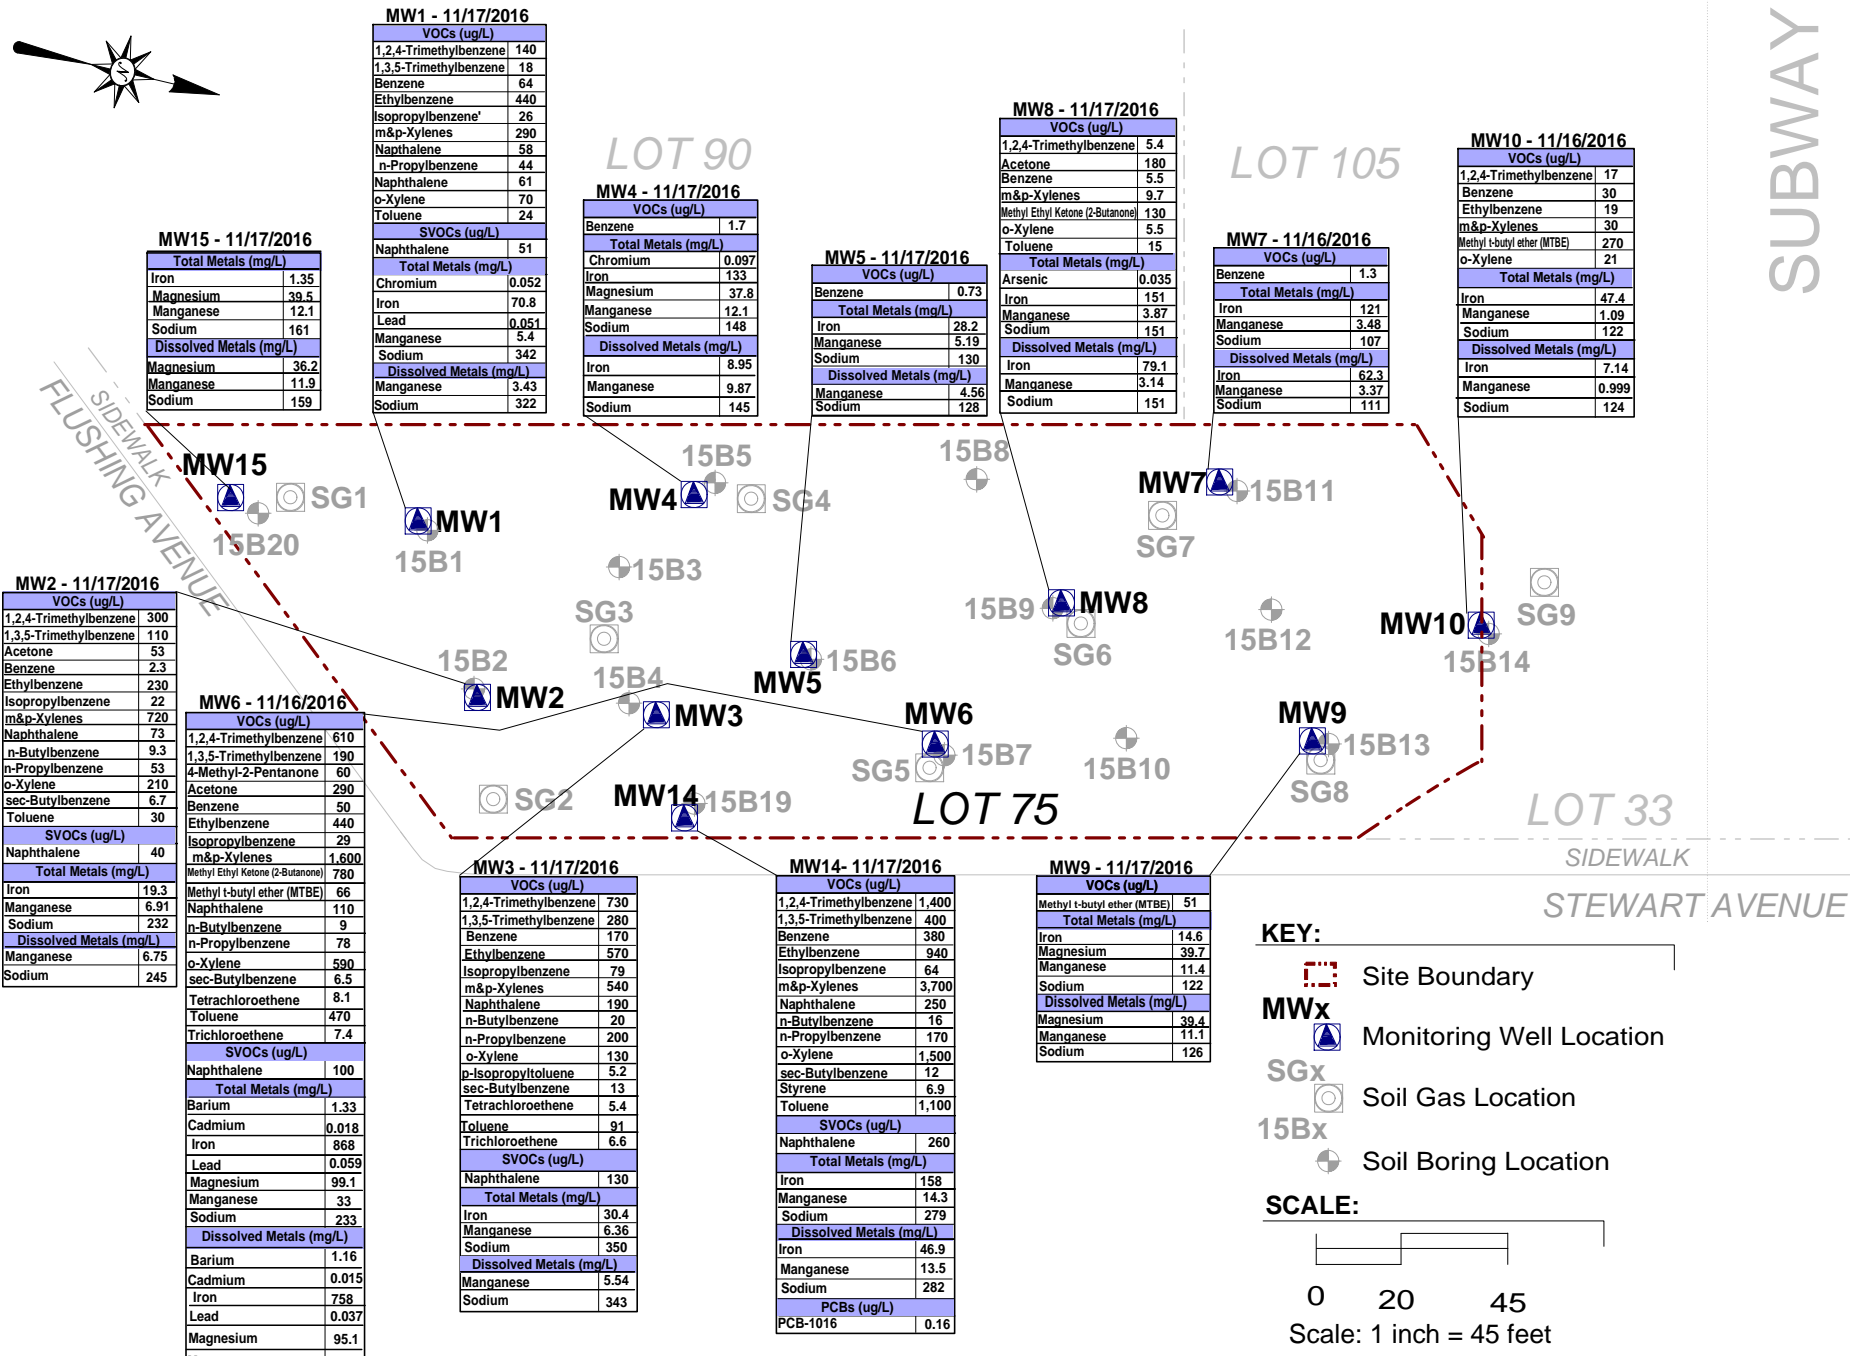 MW1 - 11/17/2016
VOCs (ug/L)
1,2,4-Trimethylbenzene 140
1,3,5-Trimethylbenzene 18
Benzene 64
Ethylbenzene 440
Isopropylbenzene' 26
m&p-Xylenes 290
Napthalene 58
n-Propylbenzene 44
Naphthalene 61
o-Xylene 70
Toluene 24
SVOCs (ug/L)
Naphthalene 51
Total Metals (mg/L)
Chromium 0.052
Iron 70.8
Lead 0.051
Manganese 5.4
Sodium 342
Dissolved Metals (mg/L)
Manganese 3.43
Sodium 322
LOT 90
MW4 - 11/17/2016
VOCs (ug/L)
Benzene 1.7
Total Metals (mg/L)
Chromium 0.097
Iron 133
Magnesium 37.8
Manganese 12.1
Sodium 148
Dissolved Metals (mg/L)
Iron 8.95
Manganese 9.87
Sodium 145
MW8 - 11/17/2016
VOCs (ug/L)
1,2,4-Trimethylbenzene 5.4
Acetone 180
Benzene 5.5
m&p-Xylenes 9.7
Methyl Ethyl Ketone (2-Butanone) 130
o-Xylene 5.5
Toluene 15
Total Metals (mg/L)
Arsenic 0.035
Iron 151
Manganese 3.87
Sodium 151
Dissolved Metals (mg/L)
Iron 79.1
Manganese 3.14
Sodium 151
LOT 105
MW10 - 11/16/2016
VOCs (ug/L)
1,2,4-Trimethylbenzene 17
Benzene 30
Ethylbenzene 19
m&p-Xylenes 30
Methyl t-butyl ether (MTBE) 270
o-Xylene 21
Total Metals (mg/L)
Iron 47.4
Manganese 1.09
Sodium 122
Dissolved Metals (mg/L)
Iron 7.14
Manganese 0.999
Sodium 124
SUBWAY
MW15 - 11/17/2016
Total Metals (mg/L)
Iron 1.35
Magnesium 39.5
Manganese 12.1
Sodium 161
Dissolved Metals (mg/L)
Magnesium 36.2
Manganese 11.9
Sodium 159
MW5 - 11/17/2016
VOCs (ug/L)
Benzene 0.73
Total Metals (mg/L)
Iron 28.2
Manganese 5.19
Sodium 130
Dissolved Metals (mg/L)
Manganese 4.56
Sodium 128
MW7 - 11/16/2016
VOCs (ug/L)
Benzene 1.3
Total Metals (mg/L)
Iron 121
Manganese 3.48
Sodium 107
Dissolved Metals (mg/L)
Iron 62.3
Manganese 3.37
Sodium 111
SIDEWALK
FLUSHING AVENUE
MW15
SG1
15B20
MW1
15B1
MW4
15B5
SG4
15B3
15B8
MW7
15B11
SG7
SG3
15B9
MW8
SG6
15B12
MW10
15B14
SG9
15B2
MW2
15B4
MW3
MW5
15B6
MW6
15B7
SG5
15B10
MW9
15B13
SG8
SG2
MW14
15B19
LOT 75
LOT 33
SIDEWALK
STEWART AVENUE
MW2 - 11/17/2016
VOCs (ug/L)
1,2,4-Trimethylbenzene 300
1,3,5-Trimethylbenzene 110
Acetone 53
Benzene 2.3
Ethylbenzene 230
Isopropylbenzene 22
m&p-Xylenes 720
Naphthalene 73
n-Butylbenzene 9.3
n-Propylbenzene 53
o-Xylene 210
sec-Butylbenzene 6.7
Toluene 30
SVOCs (ug/L)
Naphthalene 40
Total Metals (mg/L)
Iron 19.3
Manganese 6.91
Sodium 232
Dissolved Metals (mg/L)
Manganese 6.75
Sodium 245
MW6 - 11/16/2016
VOCs (ug/L)
1,2,4-Trimethylbenzene 610
1,3,5-Trimethylbenzene 190
4-Methyl-2-Pentanone 60
Acetone 290
Benzene 50
Ethylbenzene 440
Isopropylbenzene 29
m&p-Xylenes 1,600
Methyl Ethyl Ketone (2-Butanone) 780
Methyl t-butyl ether (MTBE) 66
Naphthalene 110
n-Butylbenzene 9
n-Propylbenzene 78
o-Xylene 590
sec-Butylbenzene 6.5
Tetrachloroethene 8.1
Toluene 470
Trichloroethene 7.4
SVOCs (ug/L)
Naphthalene 100
Total Metals (mg/L)
Barium 1.33
Cadmium 0.018
Iron 868
Lead 0.059
Magnesium 99.1
Manganese 33
Sodium 233
Dissolved Metals (mg/L)
Barium 1.16
Cadmium 0.015
Iron 758
Lead 0.037
Magnesium 95.1
MW3 - 11/17/2016
VOCs (ug/L)
1,2,4-Trimethylbenzene 730
1,3,5-Trimethylbenzene 280
Benzene 170
Ethylbenzene 570
Isopropylbenzene 79
m&p-Xylenes 540
Naphthalene 190
n-Butylbenzene 20
n-Propylbenzene 200
o-Xylene 130
p-Isopropyltoluene 5.2
sec-Butylbenzene 13
Tetrachloroethene 5.4
Toluene 91
Trichloroethene 6.6
SVOCs (ug/L)
Naphthalene 130
Total Metals (mg/L)
Iron 30.4
Manganese 6.36
Sodium 350
Dissolved Metals (mg/L)
Manganese 5.54
Sodium 343
MW14- 11/17/2016
VOCs (ug/L)
1,2,4-Trimethylbenzene 1,400
1,3,5-Trimethylbenzene 400
Benzene 380
Ethylbenzene 940
Isopropylbenzene 64
m&p-Xylenes 3,700
Naphthalene 250
n-Butylbenzene 16
n-Propylbenzene 170
o-Xylene 1,500
sec-Butylbenzene 12
Styrene 6.9
Toluene 1,100
SVOCs (ug/L)
Naphthalene 260
Total Metals (mg/L)
Iron 158
Manganese 14.3
Sodium 279
Dissolved Metals (mg/L)
Iron 46.9
Manganese 13.5
Sodium 282
PCBs (ug/L)
PCB-1016 0.16
MW9 - 11/17/2016
VOCs (ug/L)
Methyl t-butyl ether (MTBE) 51
Total Metals (mg/L)
Iron 14.6
Magnesium 39.7
Manganese 11.4
Sodium 122
Dissolved Metals (mg/L)
Magnesium 39.4
Manganese 11.1
Sodium 126
KEY:
Site Boundary
MWx
Monitoring Well Location
SGx
Soil Gas Location
15Bx
Soil Boring Location
SCALE:
0 20 45
Scale: 1 inch = 45 feet